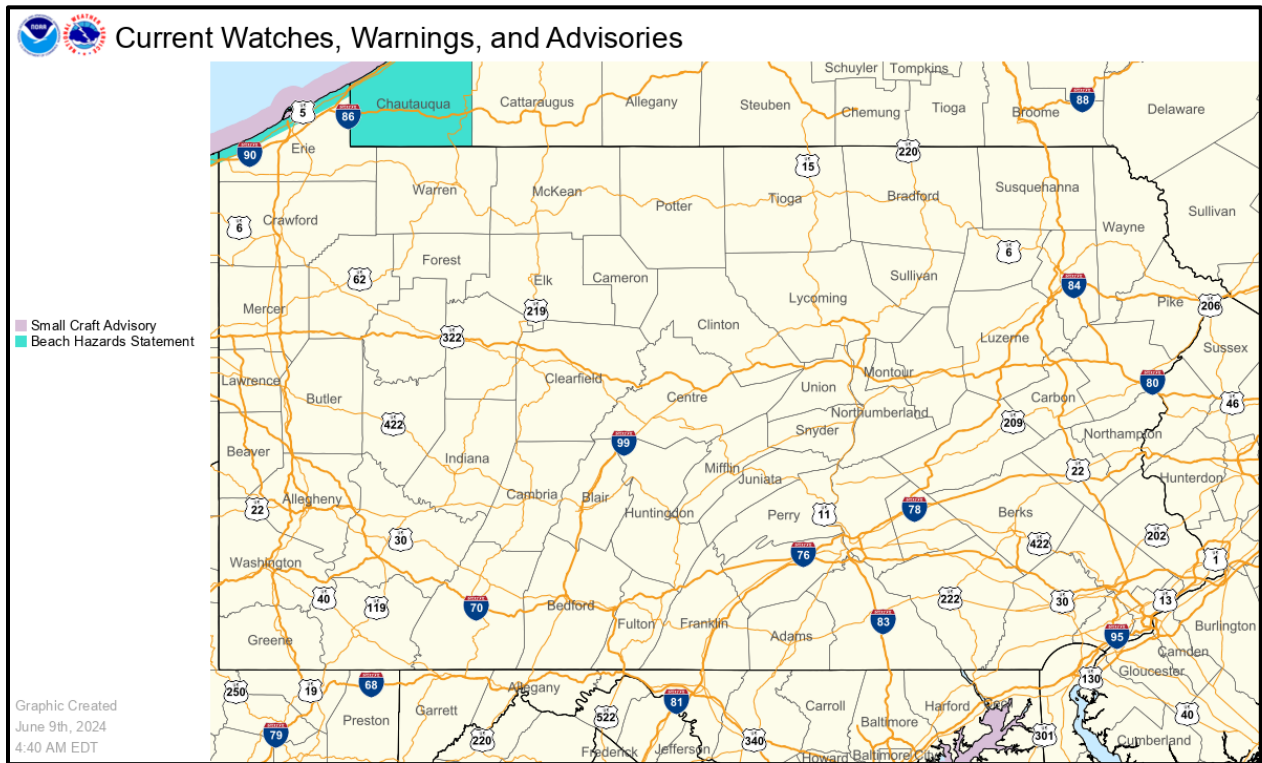 NOAA
Current Watches, Warnings, and Advisories
Schuyler Tompkins
Chautauqua Cattaraugus Allegany Steuben Chemung Tioga Broome 88 Delaware
5 86
90 Erie
15 220
Warren McKean Potter Tioga Bradford Susquehanna
Crawford Sullivan
6 Wayne
Forest 6
62 Elk Cameron Sullivan 84
Mercer 219 Lycoming Pike 206
Small Craft Advisory
Beach Hazards Statement
322 Clinton Luzerne Sussex
Lawrence Clearfield Montour 80
Butler Centre Union Carbon 46
422 Northumberland 209
99 Snyder Northampton
Beaver Indiana Mifflin 22
Juniata Hunterdon
Allegheny Cambria Blair
22 Huntingdon Perry 11 78 Berks
30 422 202
Washington 76 1
40 119 70 Bedford 222 30 13
Fulton Franklin 83 Burlington
Greene Adams 95
Camden
Gloucester
250 19 68 Allegany 130
81 Carroll Harford
Preston Garrett 522 Baltimore 40
79 220 340 301 Cumberland
Frederick Jefferson Howard Baltimore City
Graphic Created
June 9th, 2024
4:40 AM EDT